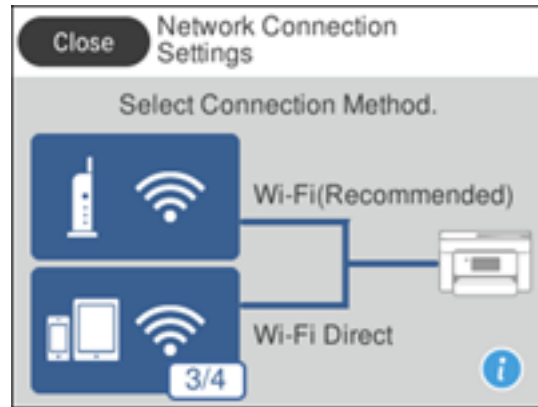 Close
Network Connection
Settings
Select Connection Method.
Wi-Fi(Recommended)
Wi-Fi Direct
3/4
i